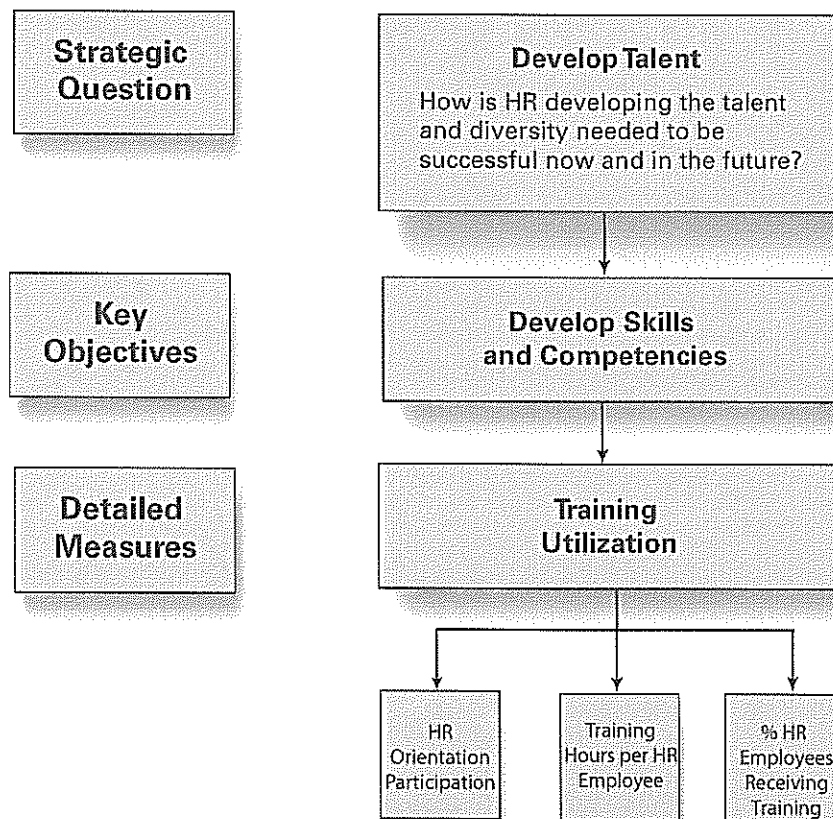 Strategic
Question
Develop Talent
How is HR developing the talent
and diversity needed to be
successful now and in the future?
Key
Objectives
Develop Skills
and Competencies
Detailed
Measures
Training
Utilization
HR
Orientation
Participation
Training
Hours per HR
Employee
% HR
Employees
Receiving
Training